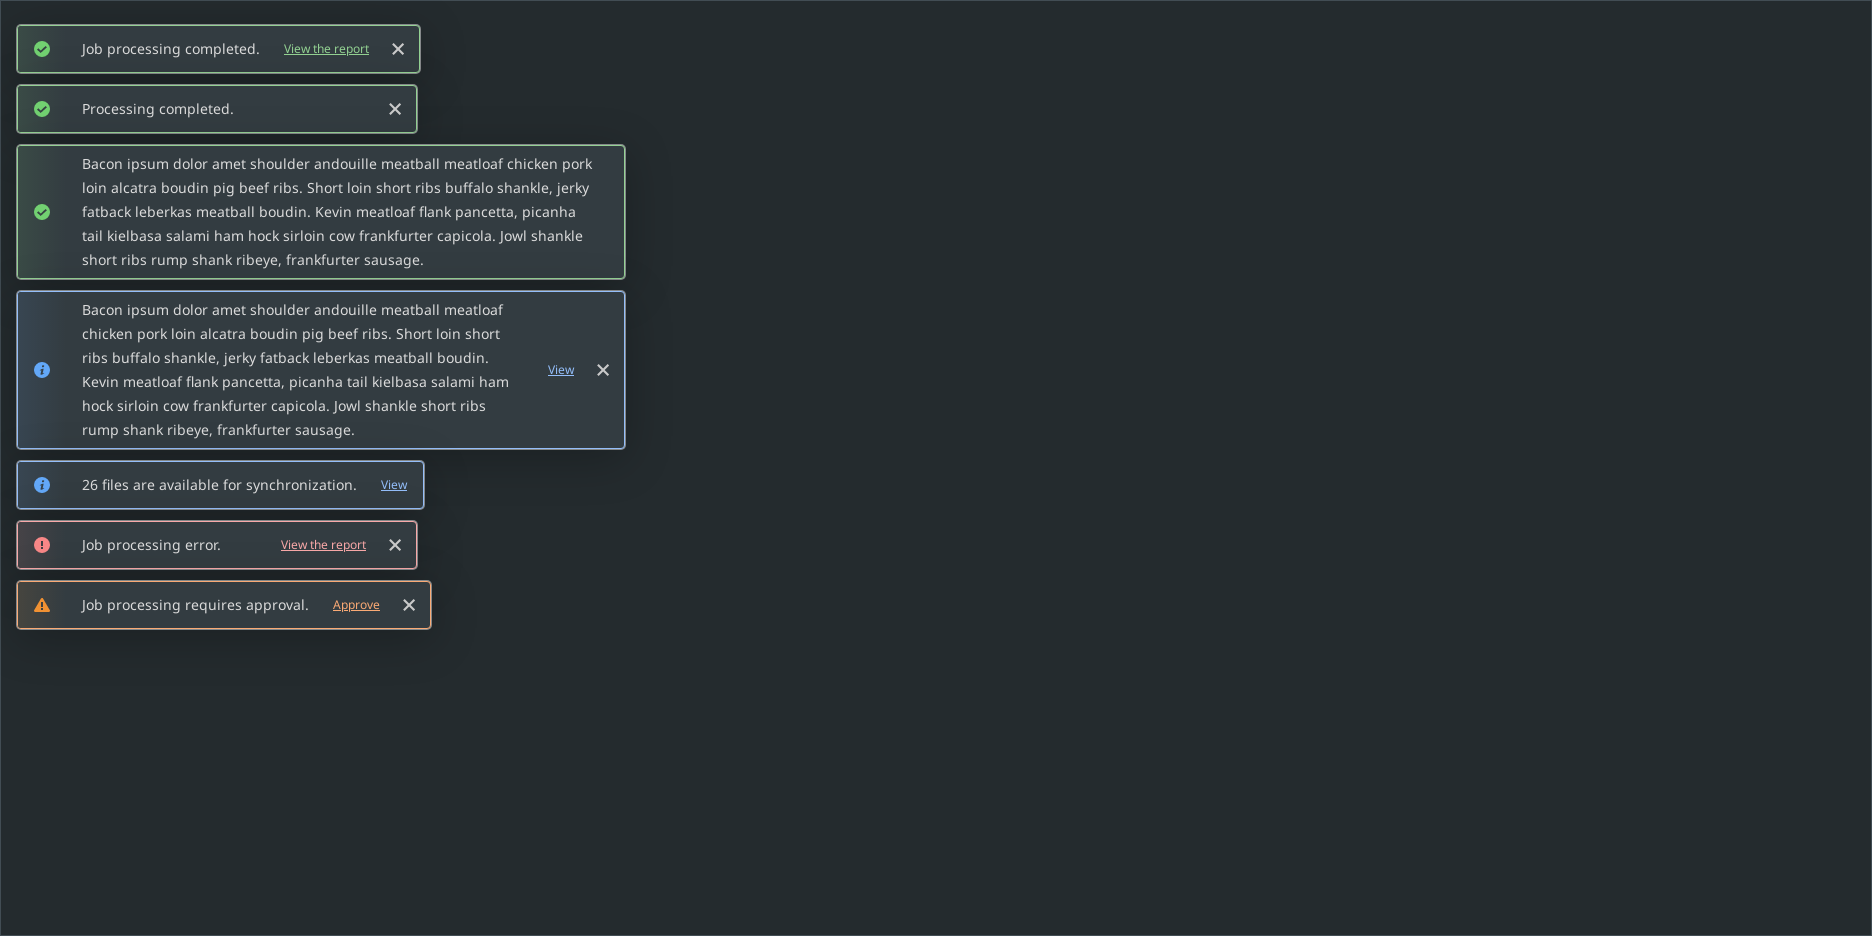 Job processing completed. View the report
Processing completed.
Bacon ipsum dolor amet shoulder andouille meatball meatloaf chicken pork
loin alcatra boudin pig beef ribs. Short loin short ribs buffalo shankle, jerky
fatback leberkas meatball boudin. Kevin meatloaf flank pancetta, picanha
tail kielbasa salami ham hock sirloin cow frankfurter capicola. Jowl shankle
short ribs rump shank ribeye, frankfurter sausage.
Bacon ipsum dolor amet shoulder andouille meatball meatloaf
chicken pork loin alcatra boudin pig beef ribs. Short loin short
ribs buffalo shankle, jerky fatback leberkas meatball boudin.
Kevin meatloaf flank pancetta, picanha tail kielbasa salami ham
hock sirloin cow frankfurter capicola. Jowl shankle short ribs
rump shank ribeye, frankfurter sausage.
View
26 files are available for synchronization. View
Job processing error. View the report
Job processing requires approval. Approve